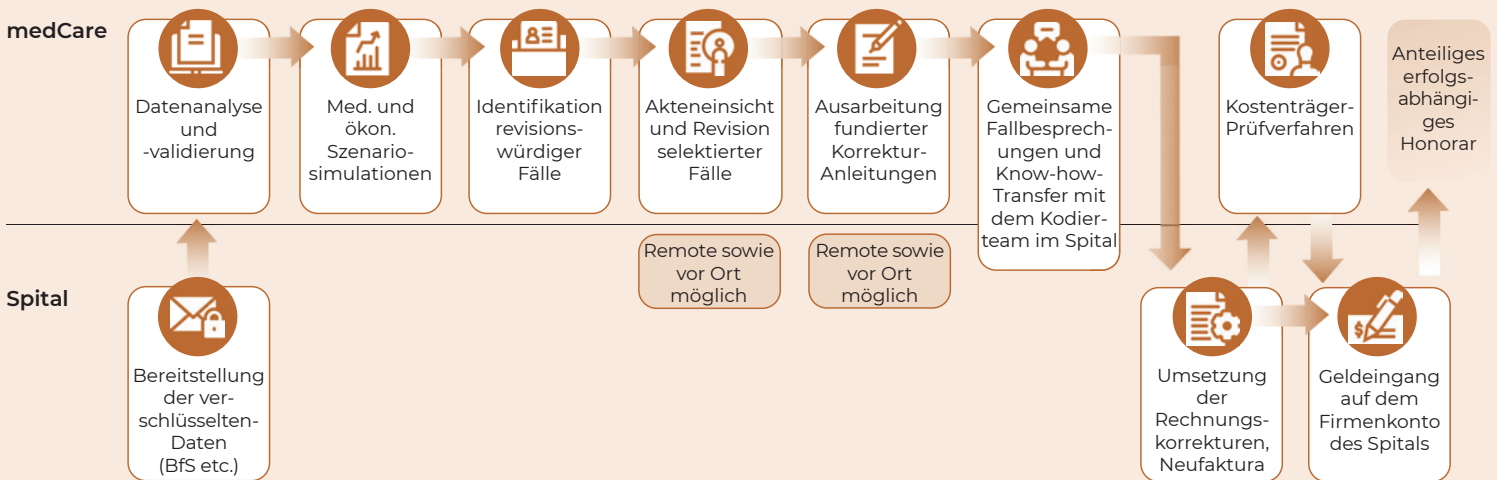 medCare
Datenanalyse
und
-validierung
Med. und
ökon.
Szenario-
simulationen
Identifikation
revisions-
würdiger
Fälle
Akteneinsicht
und Revision
selektierter
Fälle
Ausarbeitung
fundierter
Korrektur-
Anleitungen
Gemeinsame
Fallbesprech-
ungen und
Know-how-
Transfer mit
dem Kodier-
team im Spital
Kostenträger-
Prüfverfahren
Anteiliges
erfolgs-
abhängi-
ges
Honorar
Remote sowie
vor Ort
möglich
Remote sowie
vor Ort
möglich
Spital
Bereitstellung
der ver-
schlüsselten-
Daten
(BfS etc.)
Umsetzung
der
Rechnungs-
korrekturen,
Neufaktura
$
Geldeingang
auf dem
Firmenkonto
des Spitals